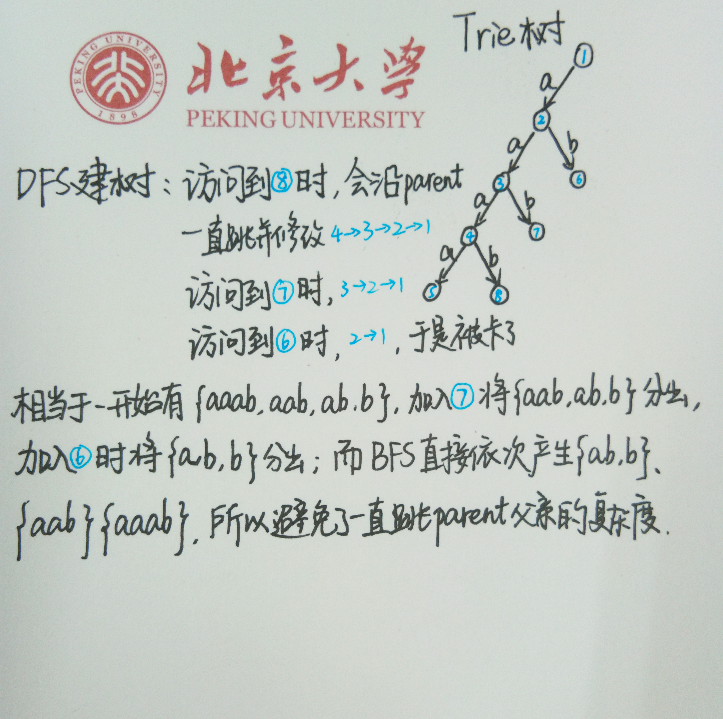 Trie树
PEKING UNIVERSITY
1898
北京大学
PEKING UNIVERSITY
①
a
②
a
b
③
⑥
a
b
④
⑦
a
b
⑤
⑧
DFS建树：访问到⑧时，会沿parent
一直跳并修改 4→3→2→1
访问到⑦时，3→2→1
访问到⑥时，2→1，于是被卡了
相当于一开始有{aaab,aab,ab.b}，加入⑦将{aab,ab,b}分出，
加入⑥时将{ab,b}分出；而BFS直接依次产生{ab,b}、
{aab}{aaab}，所以避免了一直跳parent父亲的复杂度.